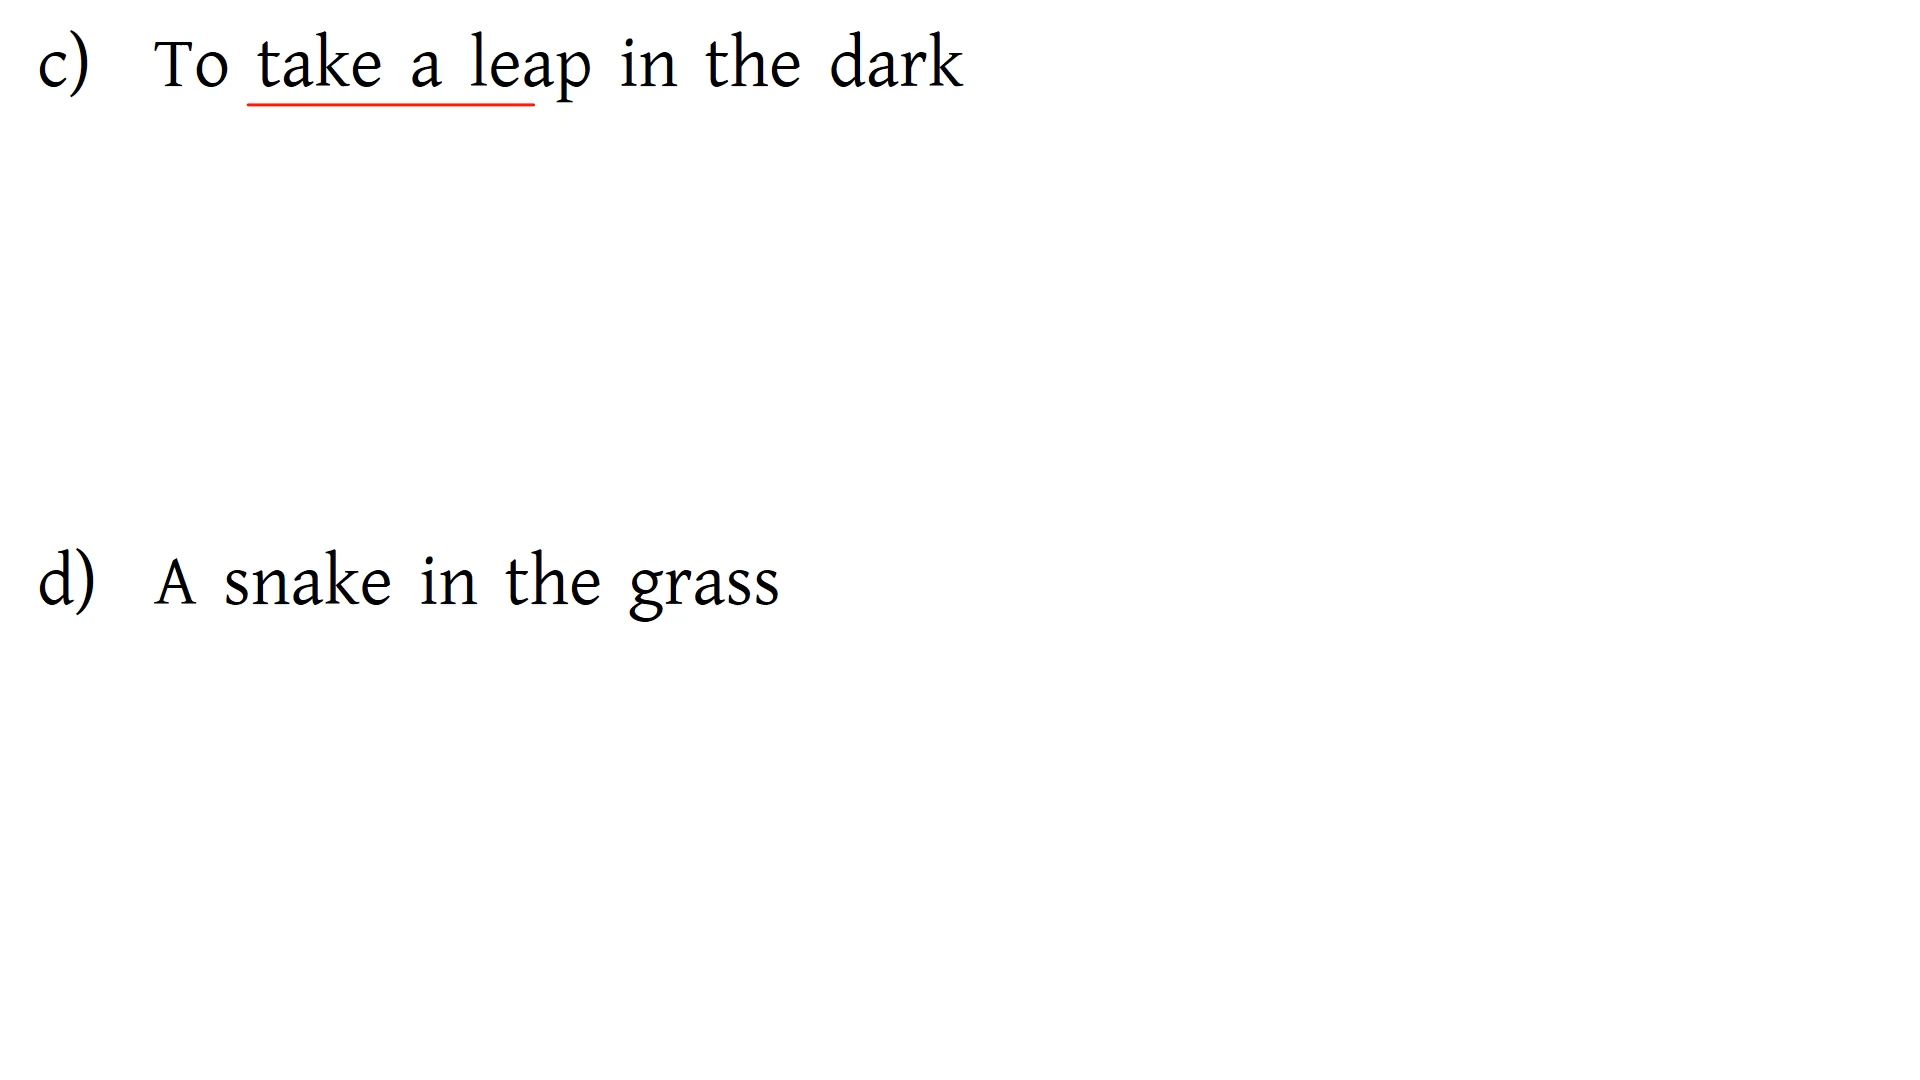 c) To take a leap in the dark
d) A snake in the grass